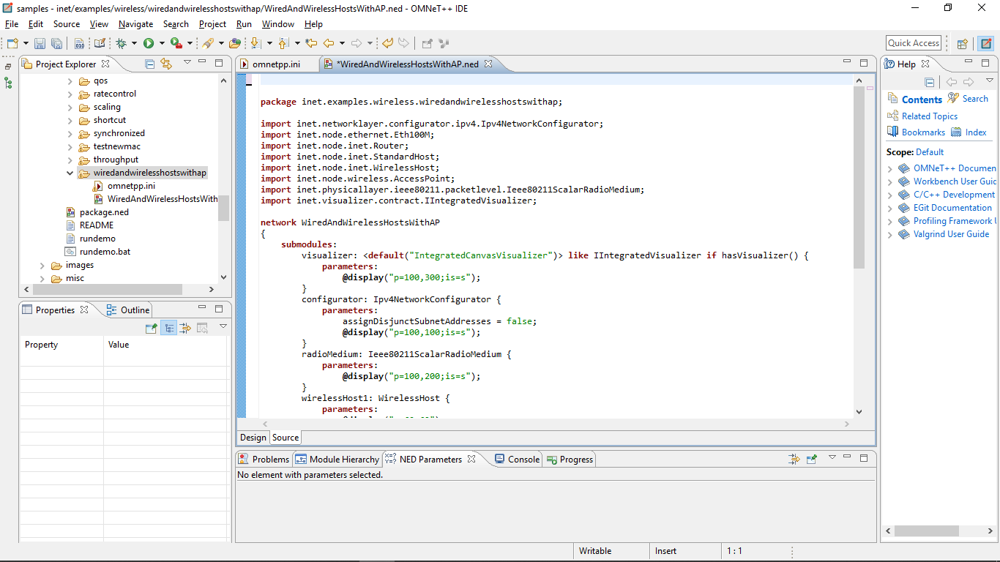 samples - inet/examples/wireless/wiredandwirelesshostswithap/WiredAndWirelessHostsWithAP.ned - OMNeT++ IDE
File Edit Source View Navigate Search Project Run Window Help
Quick Access
Project Explorer
qos
ratecontrol
scaling
shortcut
synchronized
testnewmac
throughput
wiredandwirelesshostswithap
omnetpp.ini
WiredAndWirelessHostsWith
package.ned
README
rundemo
rundemo.bat
images
misc
Properties Outline
Property Value
omnetpp.ini *WiredAndWirelessHostsWithAP.ned
package inet.examples.wireless.wiredandwirelesshostswithap;
import inet.networklayer.configurator.ipv4.Ipv4NetworkConfigurator;
import inet.node.ethernet.Eth100M;
import inet.node.inet.Router;
import inet.node.inet.StandardHost;
import inet.node.inet.WirelessHost;
import inet.node.wireless.AccessPoint;
import inet.physicallayer.ieee80211.packetlevel.Ieee80211ScalarRadioMedium;
import inet.visualizer.contract.IIntegratedVisualizer;
network WiredAndWirelessHostsWithAP
{
submodules:
visualizer: <default("IntegratedCanvasVisualizer")> like IIntegratedVisualizer if hasVisualizer() {
parameters:
@display("p=100,300;is=s");
}
configurator: Ipv4NetworkConfigurator {
parameters:
assignDisjunctSubnetAddresses = false;
@display("p=100,100;is=s");
}
radioMedium: Ieee80211ScalarRadioMedium {
parameters:
@display("p=100,200;is=s");
}
wirelessHost1: WirelessHost {
parameters:
Design Source
Problems Module Hierarchy NED Parameters Console Progress
No element with parameters selected.
Help
Contents Search
Related Topics
Bookmarks Index
Scope: Default
OMNeT++ Documen
Workbench User Guid
C/C++ Development
EGit Documentation
Profiling Framework U
Valgrind User Guide
Writable Insert 1 : 1